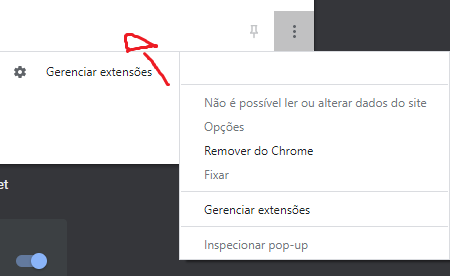 Gerenciar extensões
Não é possível ler ou alterar dados do site
Opções
Remover do Chrome
Fixar
Gerenciar extensões
Inspecionar pop-up
et